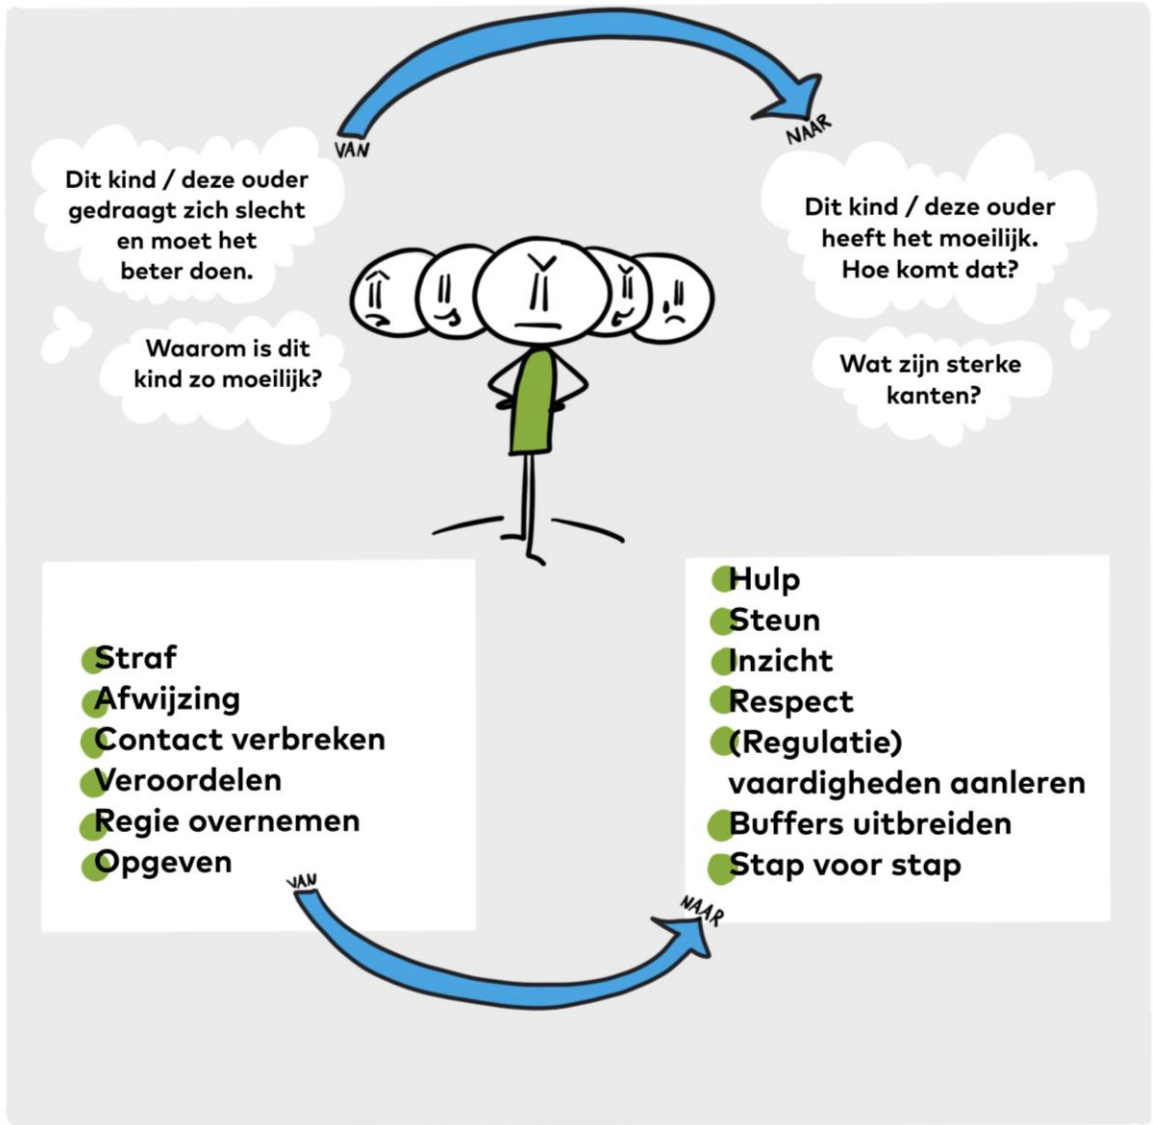 VAN
NAAR
Dit kind / deze ouder
gedraagt zich slecht
en moet het
beter doen.
Waarom is dit
kind zo moeilijk?
Dit kind / deze ouder
heeft het moeilijk.
Hoe komt dat?
Wat zijn sterke
kanten?
Straf
Afwijzing
Contact verbreken
Veroordelen
Regie overnemen
Opgeven
Hulp
Steun
Inzicht
Respect
(Regulatie)
vaardigheden aanleren
Buffers uitbreiden
Stap voor stap
VAN
NAAR